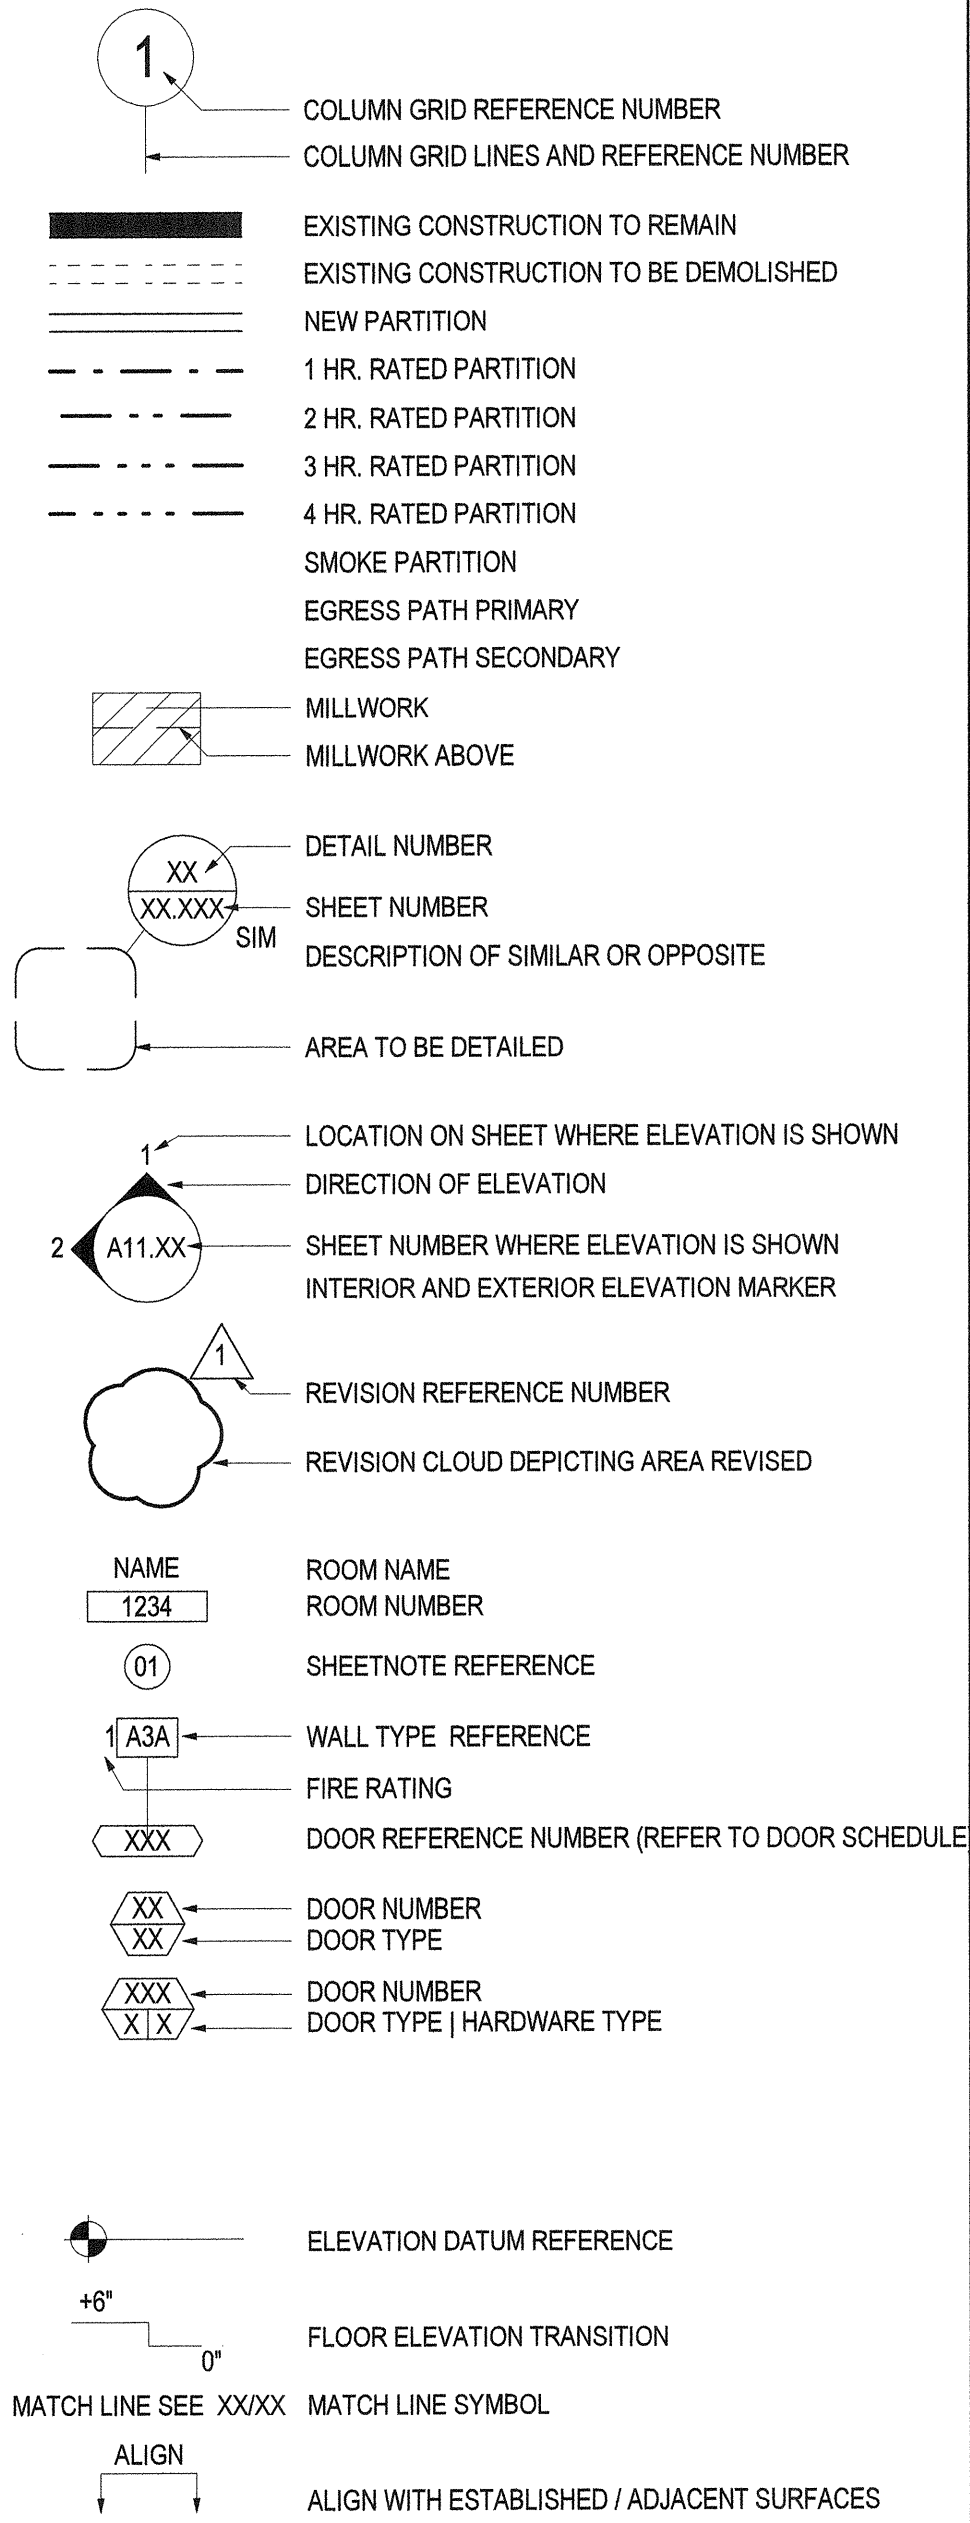 1
COLUMN GRID REFERENCE NUMBER
COLUMN GRID LINES AND REFERENCE NUMBER
EXISTING CONSTRUCTION TO REMAIN
EXISTING CONSTRUCTION TO BE DEMOLISHED
NEW PARTITION
1 HR. RATED PARTITION
2 HR. RATED PARTITION
3 HR. RATED PARTITION
4 HR. RATED PARTITION
SMOKE PARTITION
EGRESS PATH PRIMARY
EGRESS PATH SECONDARY
MILLWORK
MILLWORK ABOVE
XX DETAIL NUMBER
XX.XXX SHEET NUMBER
SIM DESCRIPTION OF SIMILAR OR OPPOSITE
AREA TO BE DETAILED
1 LOCATION ON SHEET WHERE ELEVATION IS SHOWN
DIRECTION OF ELEVATION
2 A11.XX SHEET NUMBER WHERE ELEVATION IS SHOWN
INTERIOR AND EXTERIOR ELEVATION MARKER
1
REVISION REFERENCE NUMBER
REVISION CLOUD DEPICTING AREA REVISED
NAME ROOM NAME
1234 ROOM NUMBER
01 SHEETNOTE REFERENCE
1 A3A WALL TYPE REFERENCE
FIRE RATING
XXX DOOR REFERENCE NUMBER (REFER TO DOOR SCHEDULE)
XX DOOR NUMBER
XX DOOR TYPE
XXX DOOR NUMBER
X X DOOR TYPE | HARDWARE TYPE
ELEVATION DATUM REFERENCE
+6"
FLOOR ELEVATION TRANSITION
0"
MATCH LINE SEE XX/XX MATCH LINE SYMBOL
ALIGN
ALIGN WITH ESTABLISHED / ADJACENT SURFACES